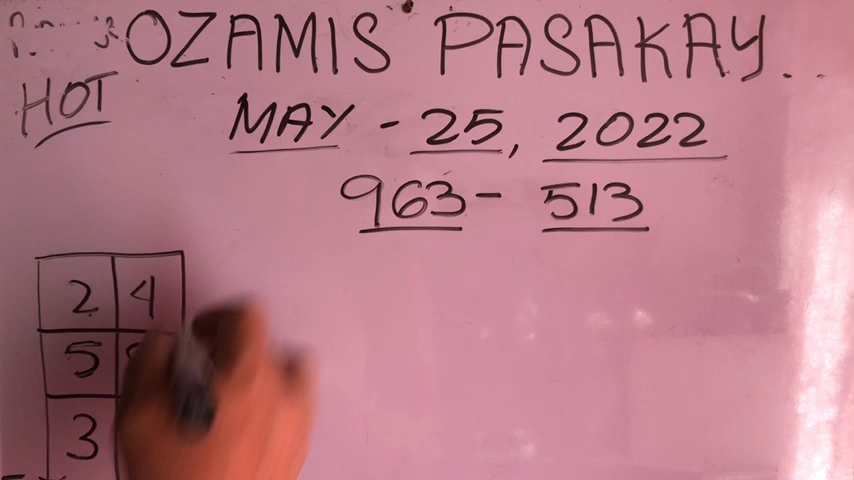 OZAMIS PASAKAY
HOT
MAY - 25, 2022
963 - 513
2 4
5
3